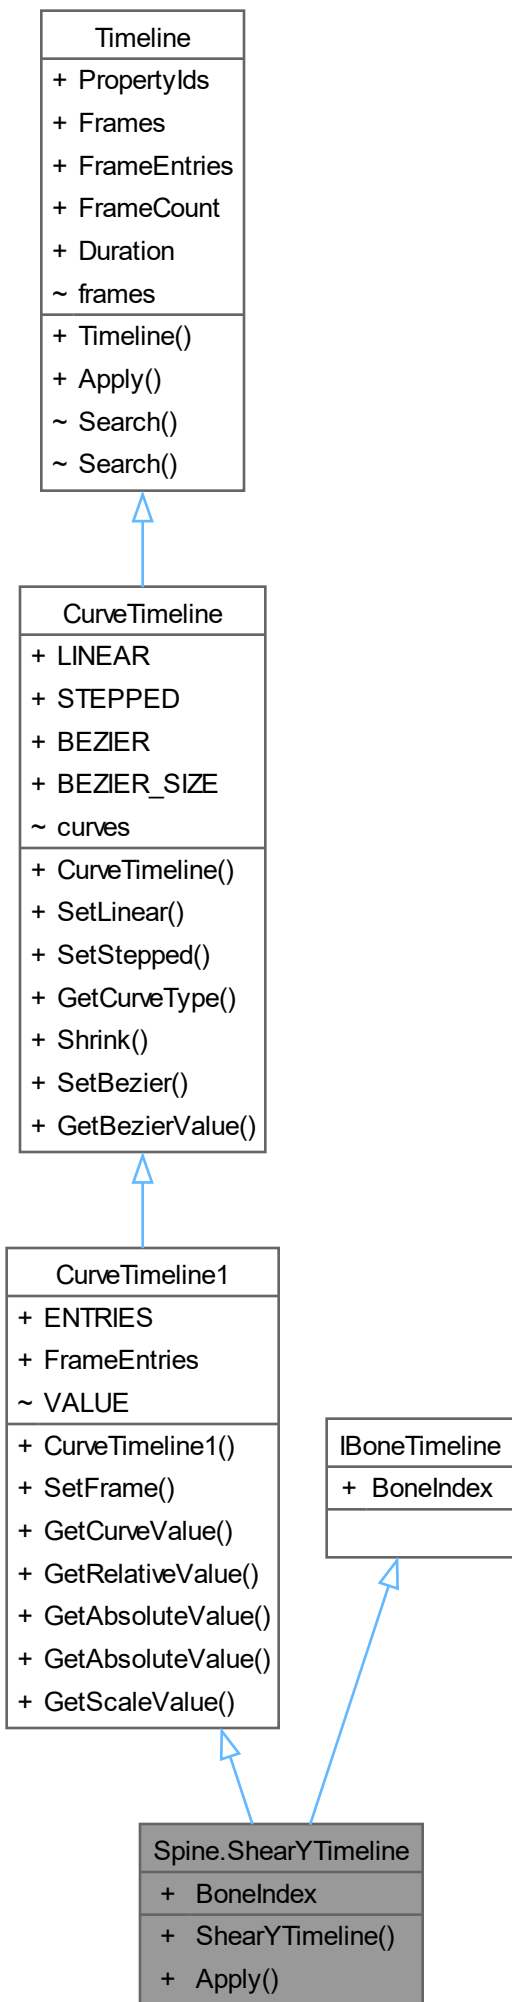 Timeline
+ PropertyIds
+ Frames
+ FrameEntries
+ FrameCount
+ Duration
~ frames
+ Timeline()
+ Apply()
~ Search()
~ Search()
CurveTimeline
+ LINEAR
+ STEPPED
+ BEZIER
+ BEZIER_SIZE
~ curves
+ CurveTimeline()
+ SetLinear()
+ SetStepped()
+ GetCurveType()
+ Shrink()
+ SetBezier()
+ GetBezierValue()
CurveTimeline1
+ ENTRIES
+ FrameEntries
~ VALUE
+ CurveTimeline1()
+ SetFrame()
+ GetCurveValue()
+ GetRelativeValue()
+ GetAbsoluteValue()
+ GetAbsoluteValue()
+ GetScaleValue()
IBoneTimeline
+ BoneIndex
Spine.ShearYTimeline
+ BoneIndex
+ ShearYTimeline()
+ Apply()